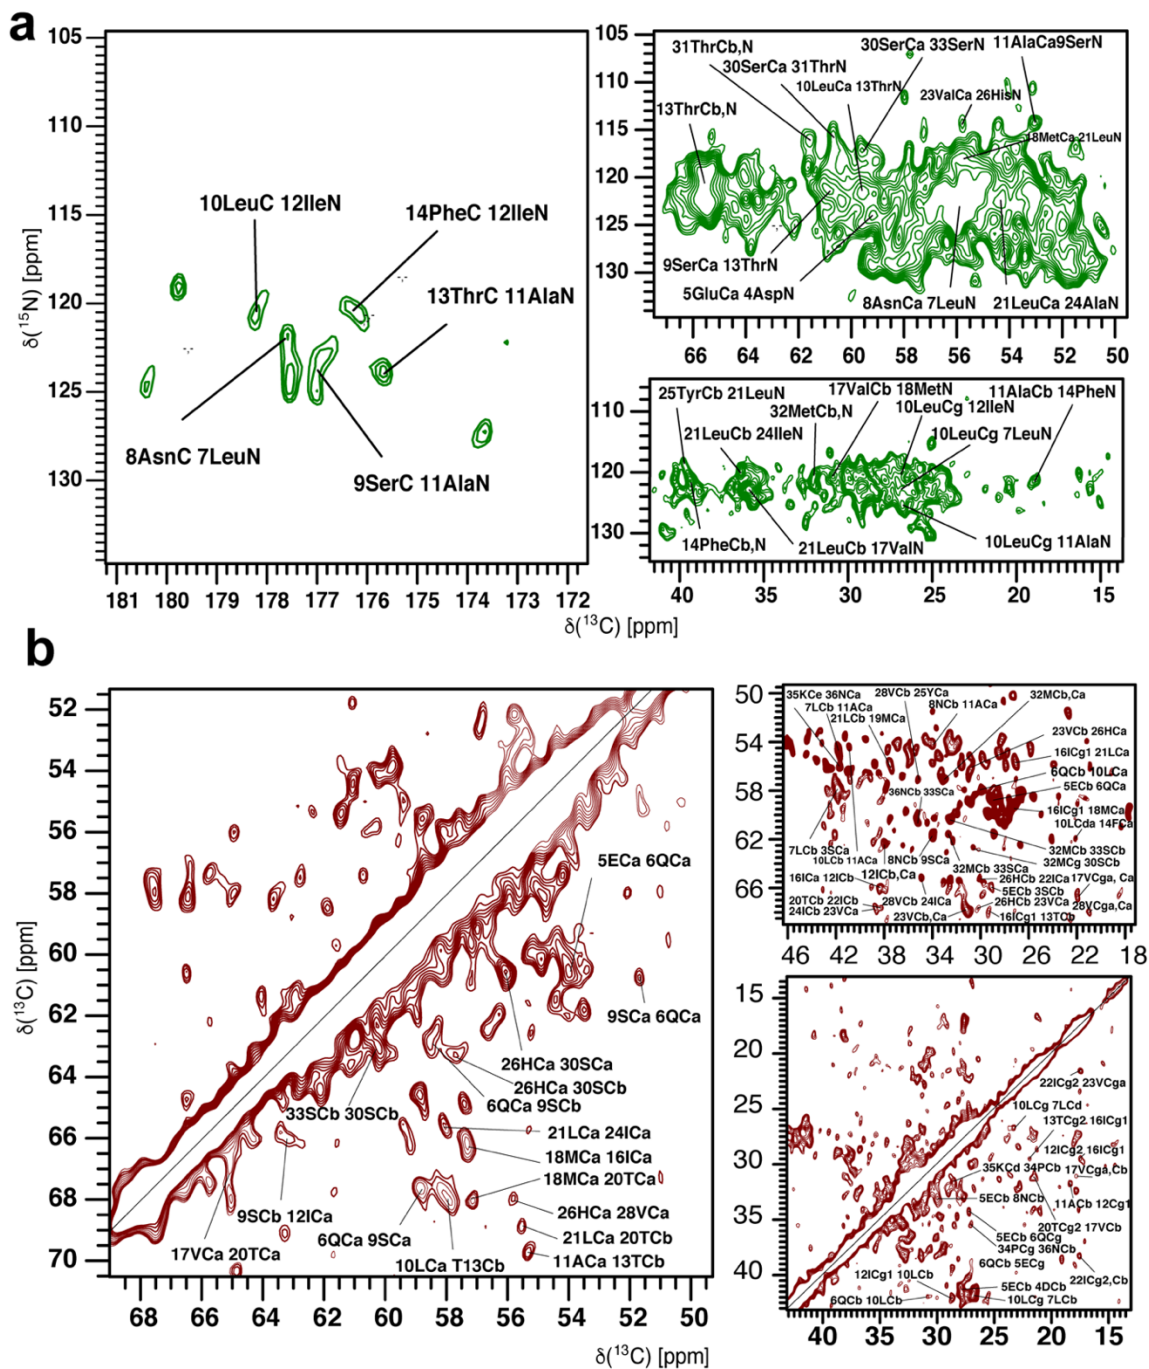 a
105
110
115
120
125
130
δ(¹⁵N) [ppm]
10LeuC 12IleN
14PheC 12IleN
13ThrC 11AlaN
8AsnC 7LeuN
9SerC 11AlaN
181 180 179 178 177 176 175 174 173 172
105
110
115
120
125
130
31ThrCb,N
30SerCa 33SerN
11AlaCa9SerN
30SerCa 31ThrN
10LeuCa 13ThrN
23ValCa 26HisN
13ThrCb,N
18MetCa 21LeuN
9SerCa 13ThrN
5GluCa 4AspN
8AsnCa 7LeuN
21LeuCa 24AlaN
66 64 62 60 58 56 54 52 50
110
120
130
25TyrCb 21LeuN
17ValCb 18MetN
11AlaCb 14PheN
32MetCb,N
10LeuCg 12IleN
21LeuCb 24IleN
10LeuCg 7LeuN
14PheCb,N
21LeuCb 17ValN
10LeuCg 11AlaN
40 35 30 25 20 15
δ(¹³C) [ppm]
b
52
54
56
58
60
62
64
66
68
70
δ(¹³C) [ppm]
5ECa 6QCa
9SCa 6QCa
26HCa 30SCa
26HCa 30SCb
6QCa 9SCb
33SCb 30SCb
21LCa 24ICa
18MCa 16ICa
18MCa 20TCa
9SCb 12ICa
26HCa 28VCa
6QCa 9SCa
21LCa 20TCb
17VCa 20TCa
10LCa T13Cb
11ACa 13TCb
68 66 64 62 60 58 56 54 52 50
δ(¹³C) [ppm]
50
54
58
62
66
35KCe 36NCa
28VCb 25YCa
32MCb,Ca
7LCb 11ACa
8NCb 11ACa
21LCb 19MCa
23VCb 26HCa
16ICg1 21LCa
6QCb 10LCa
5ECb 6QCa
36NCb 33SCa
16ICg1 18MCa
10LCda 14FCa
7LCb 3SCa
32MCb 33SCb
10LCb 11ACa
8NCb 9SCa
32MCg 30SCb
12ICb,Ca
32MCb 33SCa
16ICa 12ICb
26HCb 22ICa
17VCga, Ca
5ECb 3SCb
20TCb 22ICb
28VCb 24ICa
26HCb 23VCa
24ICb 23VCa
23VCb,Ca
16ICg1 13TCb
28VCga,Ca
46 42 38 34 30 26 22 18
15
20
25
30
35
40
22ICg2 23VCga
10LCg 7LCd
13TCg2 16ICg1
12ICg2 16ICg1
35KCd 34PCb
17VCga,Cb
5ECb 8NCb
11ACb 12Cg1
20TCg2 17VCb
5ECb 6QCg
34PCg 36NCb
6QCb 5ECg
12ICg1 10LCb
22ICg2,Cb
5ECb 4DCb
6QCb 10LCb
10LCg 7LCb
40 35 30 25 20 15